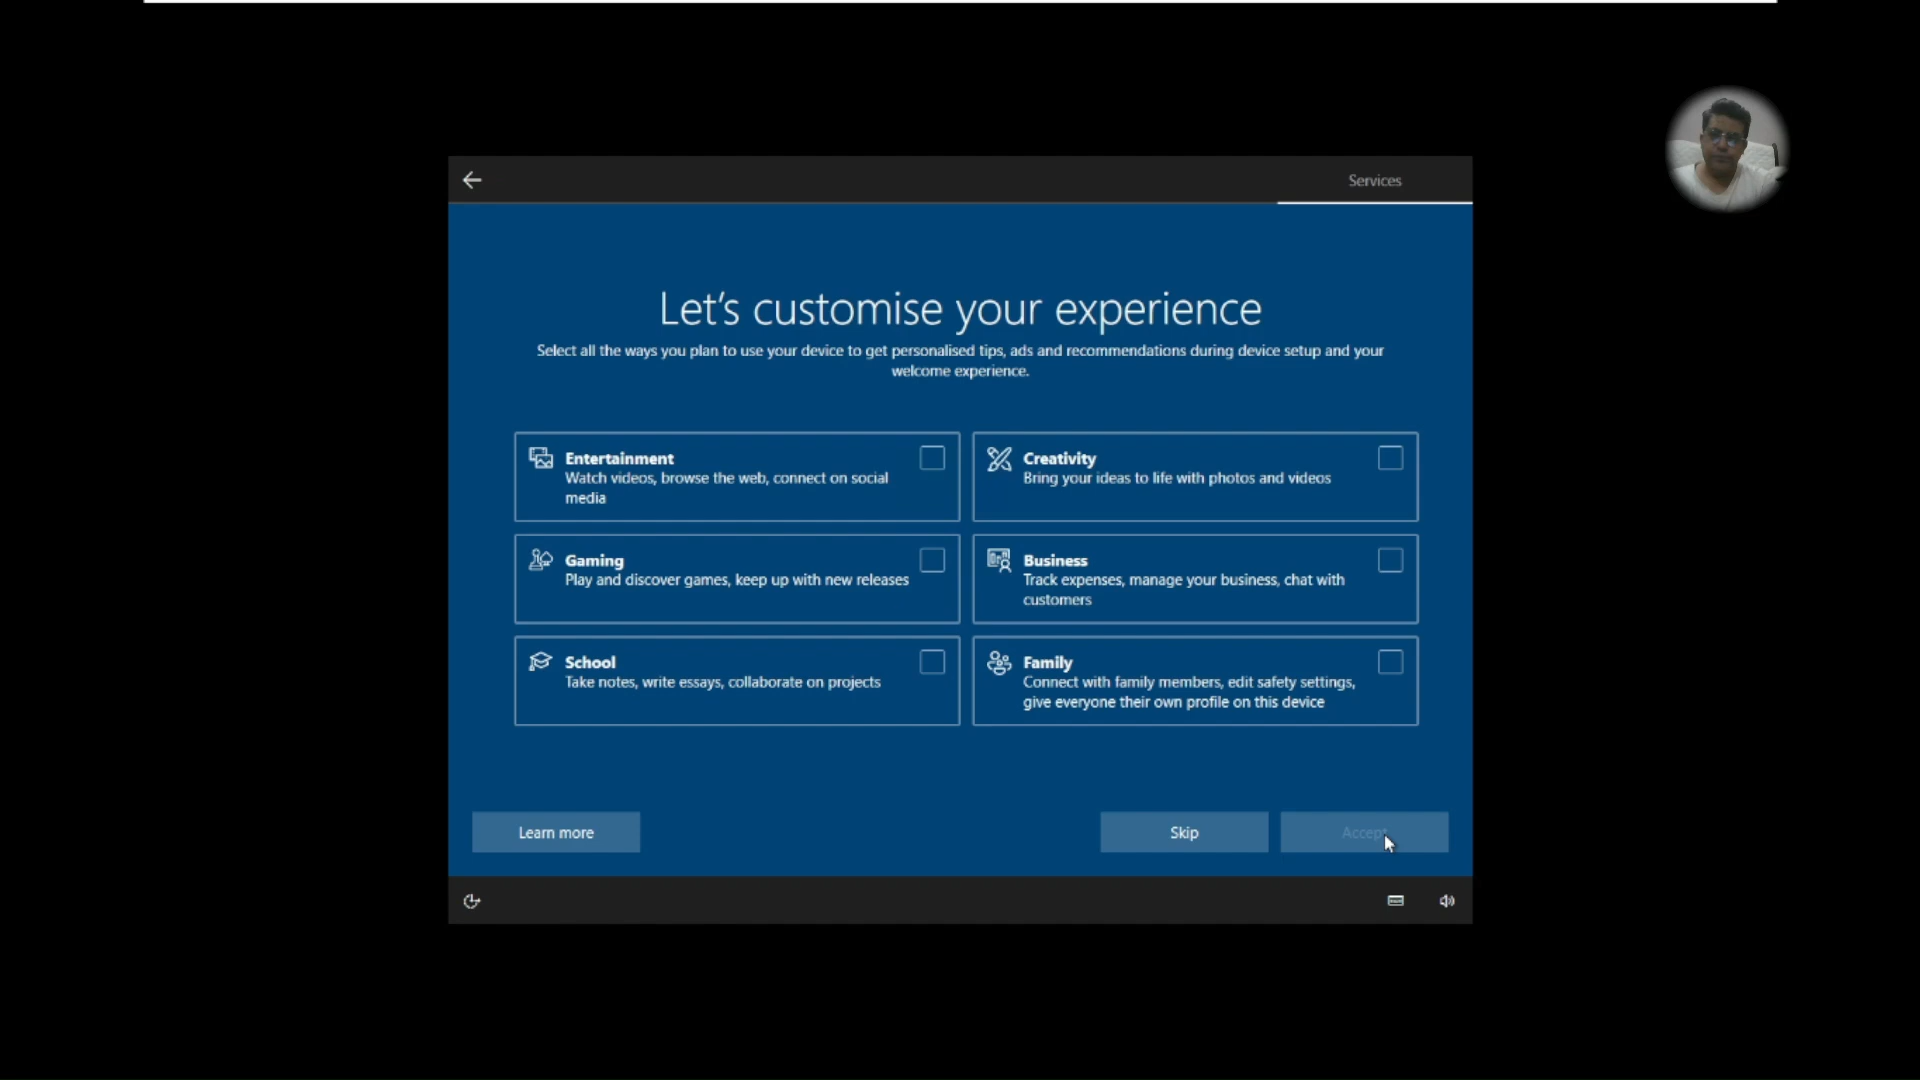 Services
Let's customise your experience
Select all the ways you plan to use your device to get personalised tips, ads and recommendations during device setup and your
welcome experience.
Entertainment
Watch videos, browse the web, connect on social
media
Creativity
Bring your ideas to life with photos and videos
Gaming
Play and discover games, keep up with new releases
Business
Track expenses, manage your business, chat with
customers
School
Take notes, write essays, collaborate on projects
Family
Connect with family members, edit safety settings,
give everyone their own profile on this device
Learn more
Skip
Accept